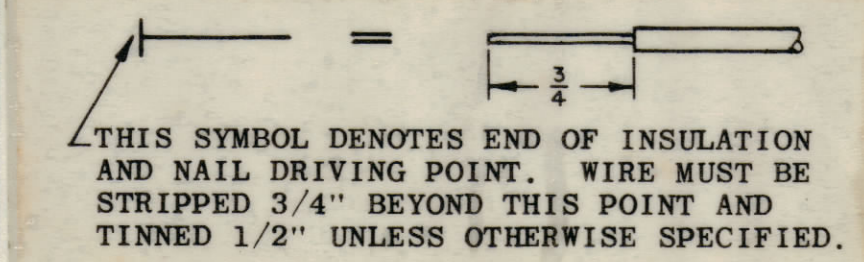 =
3/4
THIS SYMBOL DENOTES END OF INSULATION
AND NAIL DRIVING POINT. WIRE MUST BE
STRIPPED 3/4" BEYOND THIS POINT AND
TINNED 1/2" UNLESS OTHERWISE SPECIFIED.